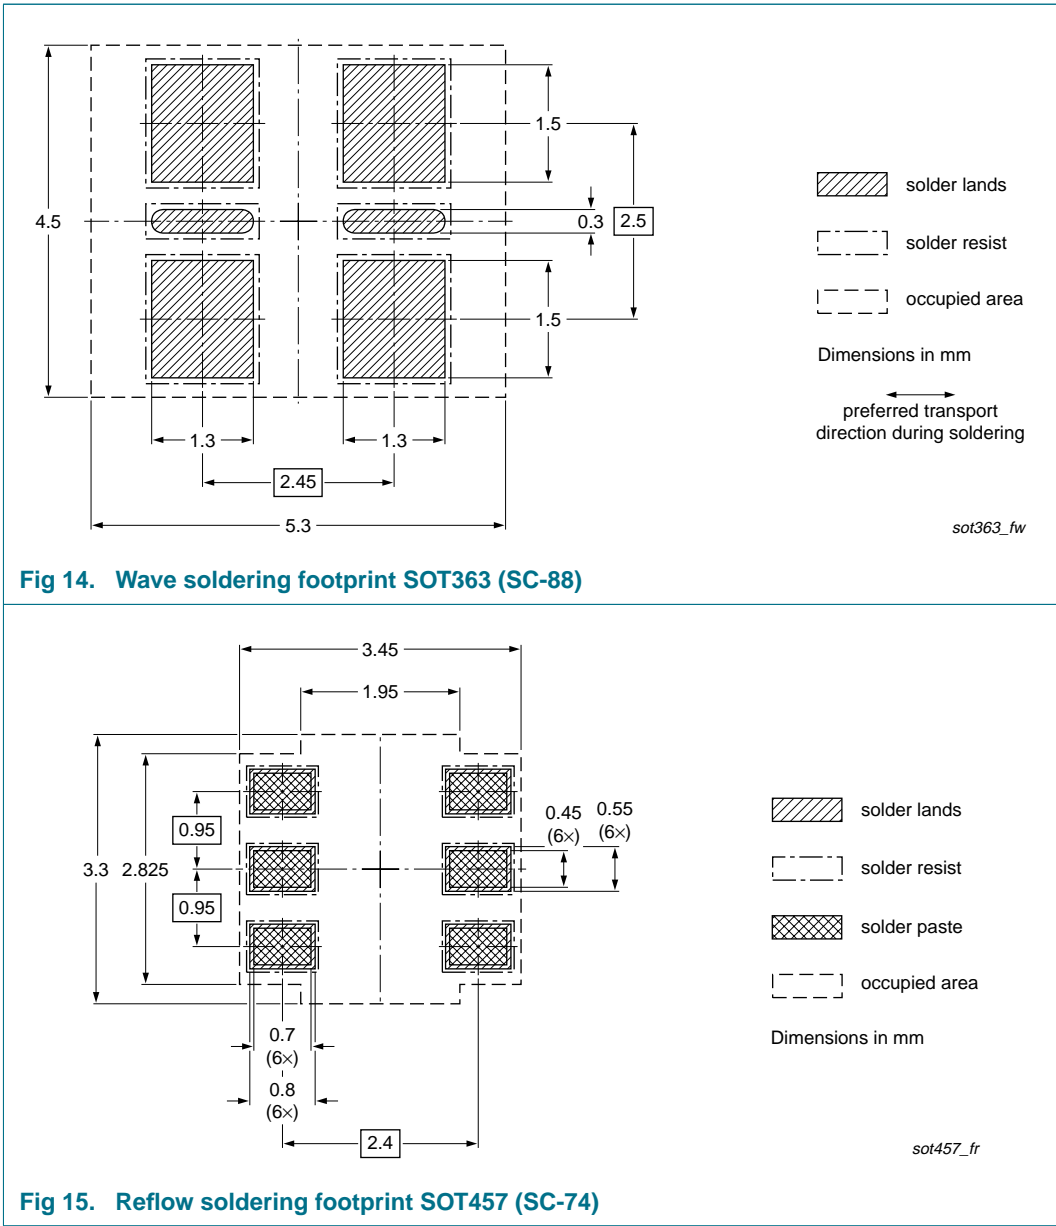 1.5
4.5
0.3
2.5
1.5
1.3
1.3
2.45
5.3
solder lands
solder resist
occupied area
Dimensions in mm
preferred transport
direction during soldering
sot363_fw
Fig 14. Wave soldering footprint SOT363 (SC-88)
3.45
1.95
0.95
3.3
2.825
0.95
0.45
(6×)
0.55
(6×)
0.7
(6×)
0.8
(6×)
2.4
solder lands
solder resist
solder paste
occupied area
Dimensions in mm
sot457_fr
Fig 15. Reflow soldering footprint SOT457 (SC-74)